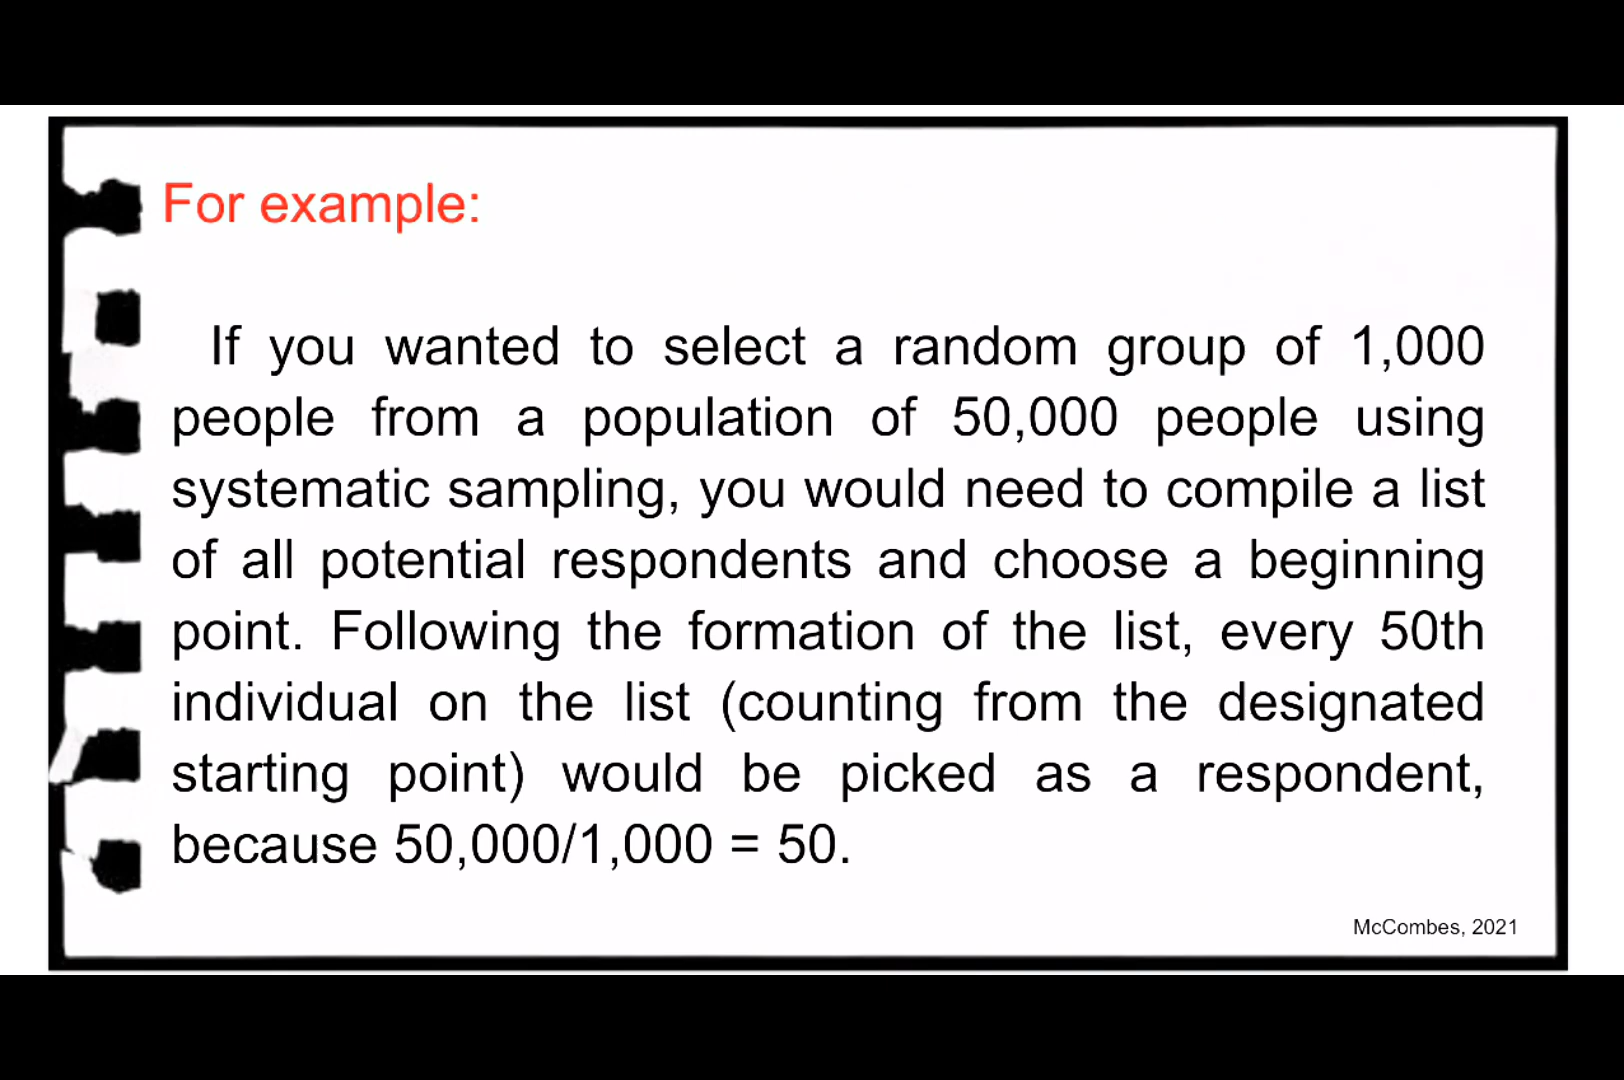 For example:
If you wanted to select a random group of 1,000
people from a population of 50,000 people using
systematic sampling, you would need to compile a list
of all potential respondents and choose a beginning
point. Following the formation of the list, every 50th
individual on the list (counting from the designated
starting point) would be picked as a respondent,
because 50,000/1,000 = 50.
McCombes, 2021